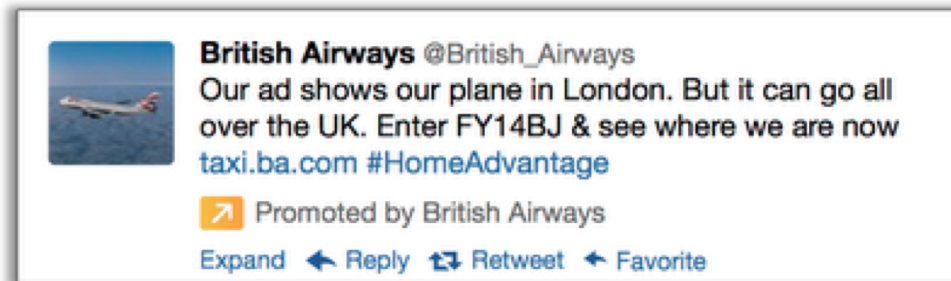 British Airways @British_Airways
Our ad shows our plane in London. But it can go all
over the UK. Enter FY14BJ & see where we are now
taxi.ba.com #HomeAdvantage
Promoted by British Airways
Expand Reply Retweet Favorite